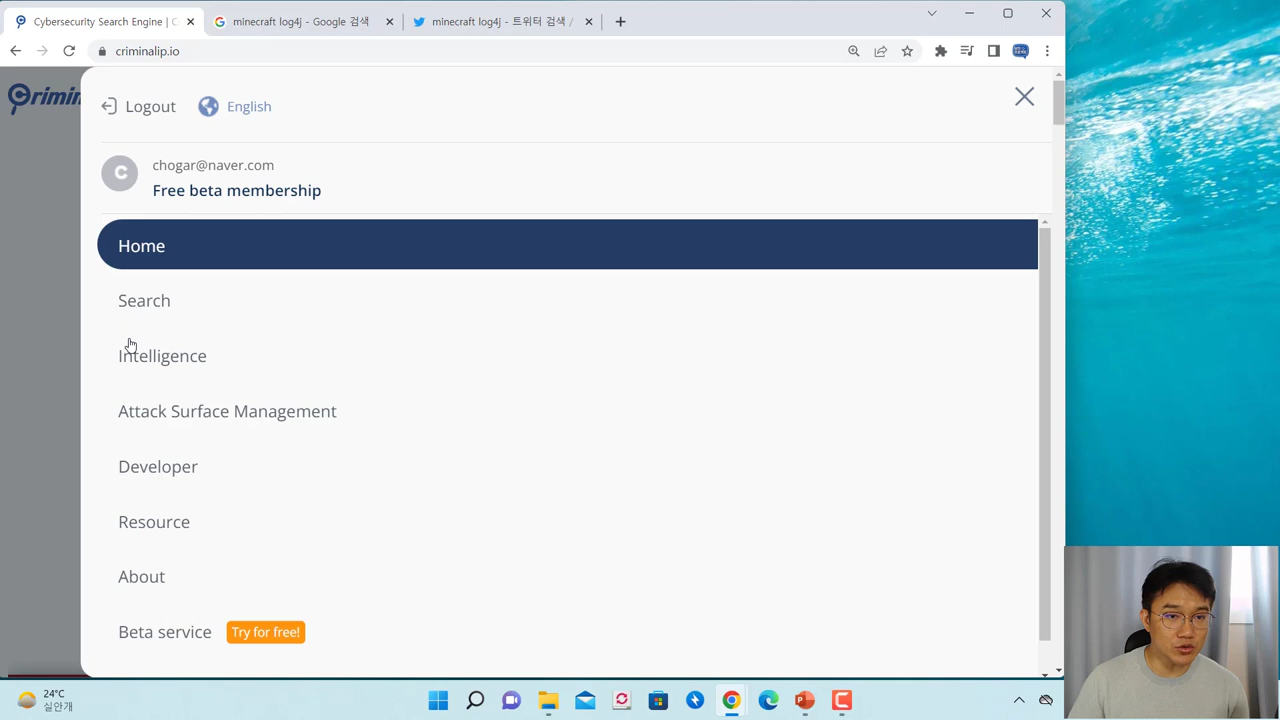 Cybersecurity Search Engine | C
minecraft log4j - Google 검색
minecraft log4j - 트위터 검색 /
criminalip.io
Crimin
Logout
English
C
chogar@naver.com
Free beta membership
Home
Search
Intelligence
Attack Surface Management
Developer
Resource
About
Beta service
Try for free!
24°C
실안개